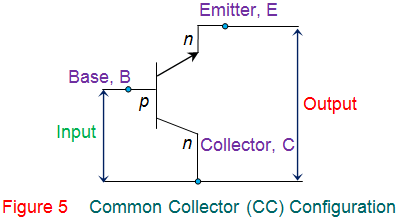 Emitter, E
n
Base, B
p
Output
Input
n Collector, C
Figure 5 Common Collector (CC) Configuration